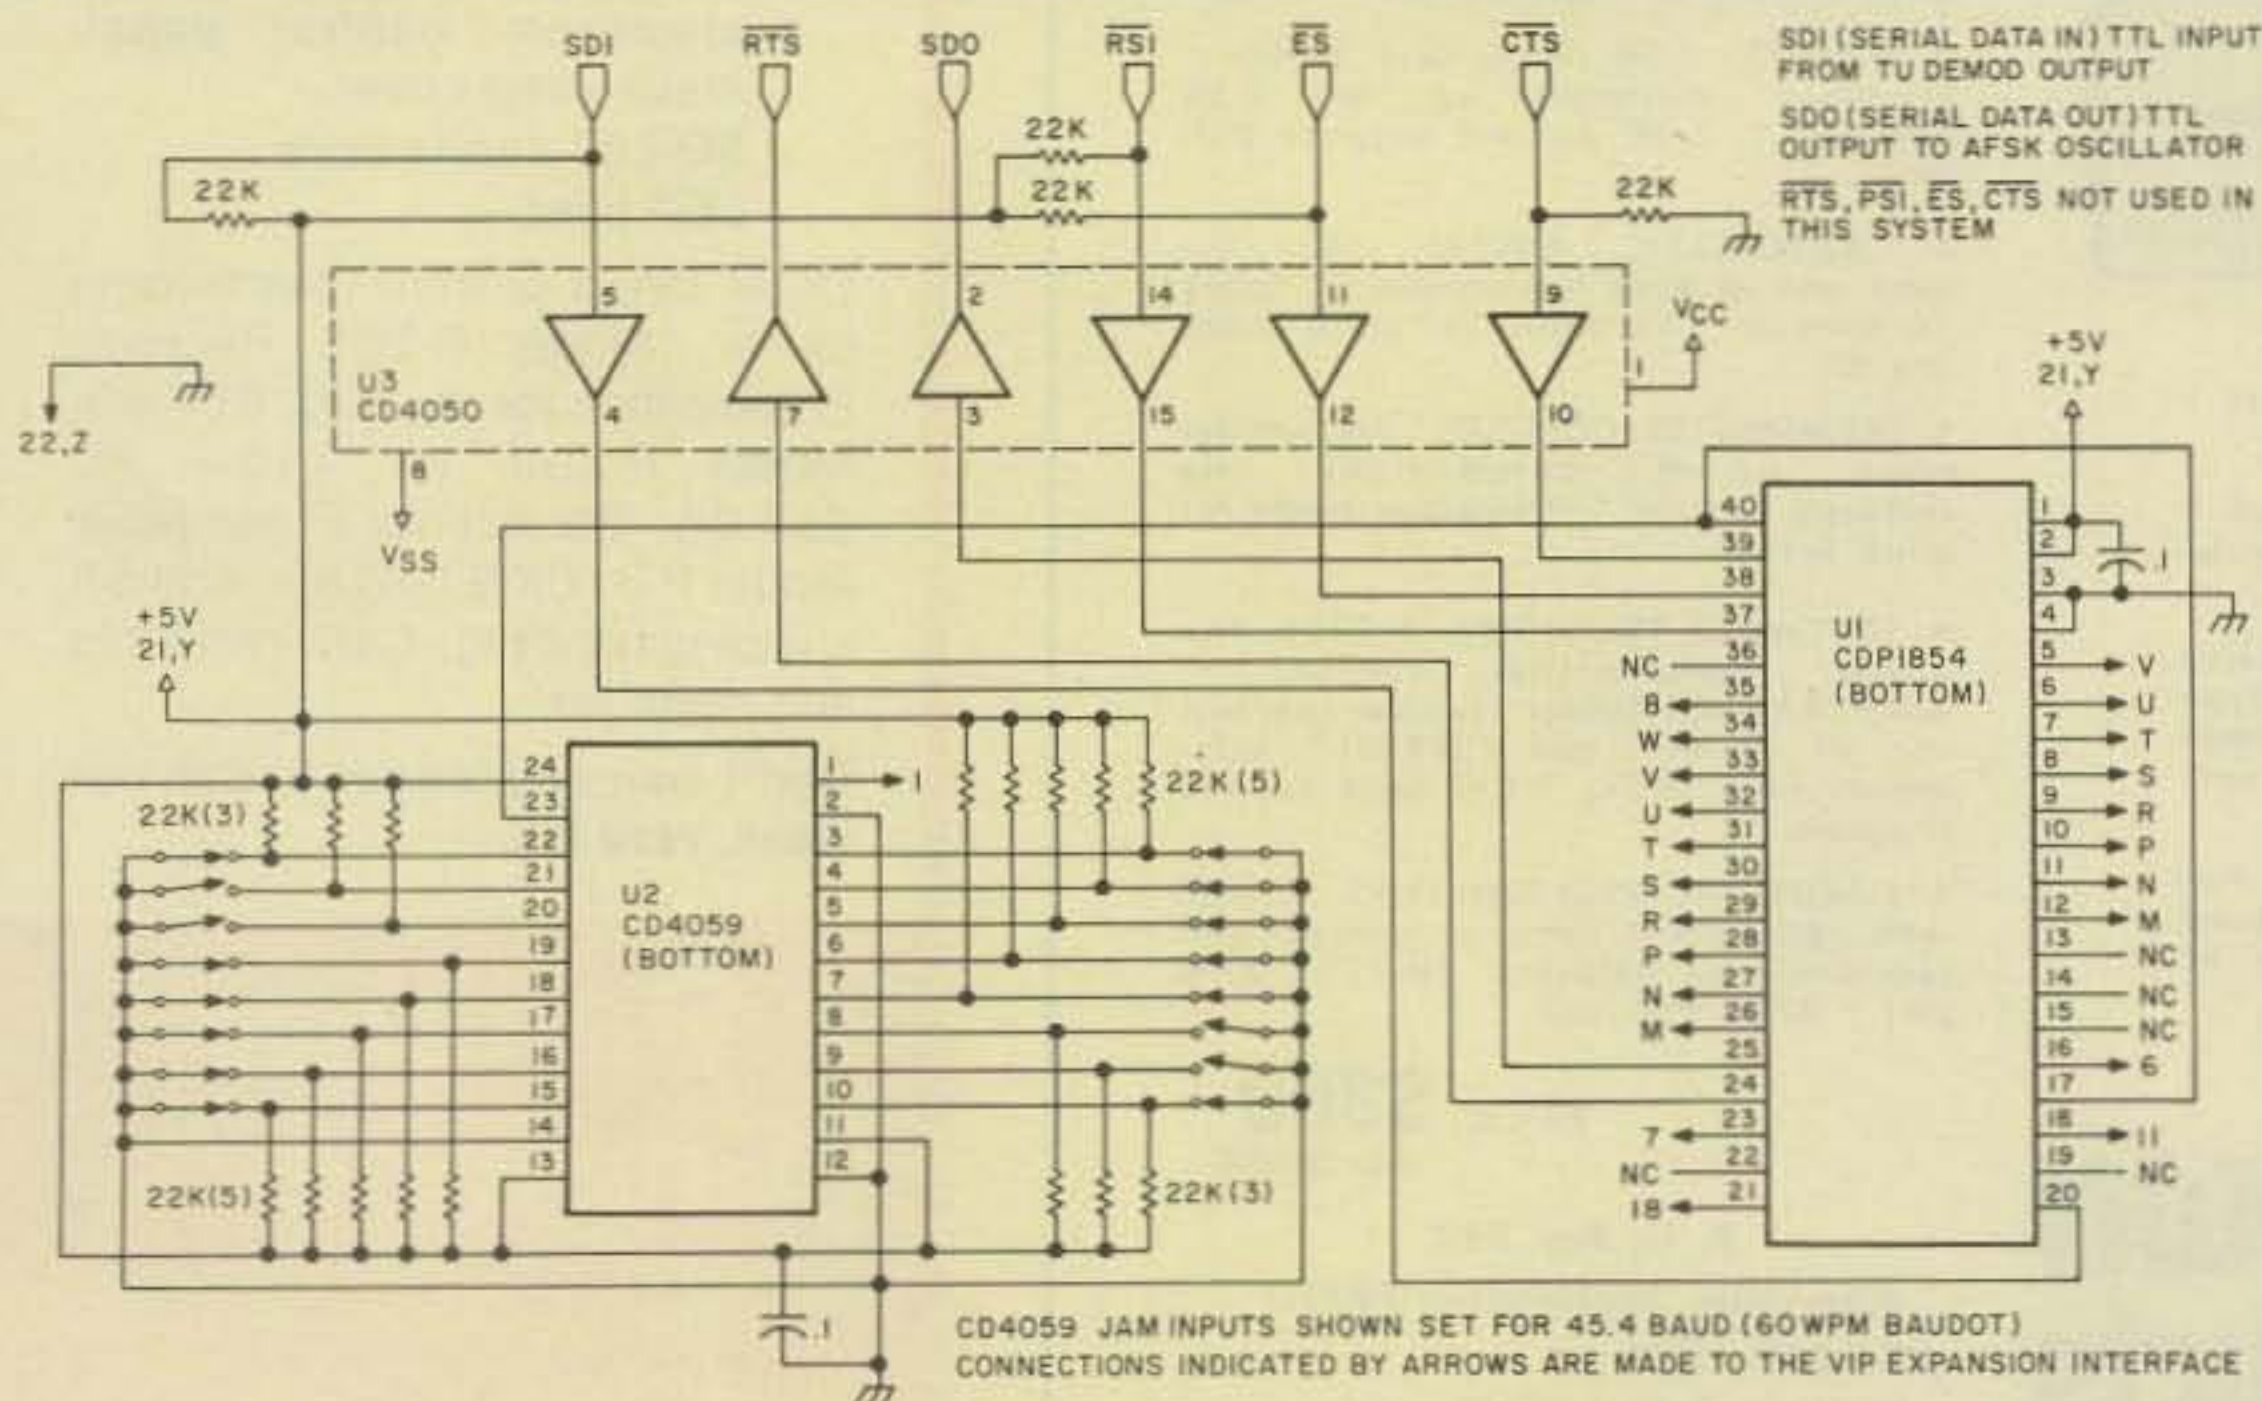 SDI
RTS
SDO
RSI
ES
CTS
SDI (SERIAL DATA IN) TTL INPUT
FROM TU DEMOD OUTPUT
SDO (SERIAL DATA OUT) TTL
OUTPUT TO AFSK OSCILLATOR
RTS, PSI, ES, CTS NOT USED IN
THIS SYSTEM
22K
22K
22K
22K
5
2
14
11
9
VCC
1
U3
CD4050
4
7
3
15
12
10
8
VSS
22,Z
+5V
21,Y
+5V
21,Y
40
39
38
37
36
35
34
33
32
31
30
29
28
27
26
25
24
23
22
21
NC
B
W
V
U
T
S
R
P
N
M
7
NC
18
U1
CDP1854
(BOTTOM)
1
2
3
4
5
6
7
8
9
10
11
12
13
14
15
16
17
18
19
20
.1
V
U
T
S
R
P
N
M
NC
NC
NC
6
11
NC
22K(3)
22K(5)
24
23
22
21
20
19
18
17
16
15
14
13
U2
CD4059
(BOTTOM)
1
2
3
4
5
6
7
8
9
10
11
12
1
22K(5)
22K(3)
.1
CD4059 JAM INPUTS SHOWN SET FOR 45.4 BAUD (60WPM BAUDOT)
CONNECTIONS INDICATED BY ARROWS ARE MADE TO THE VIP EXPANSION INTERFACE